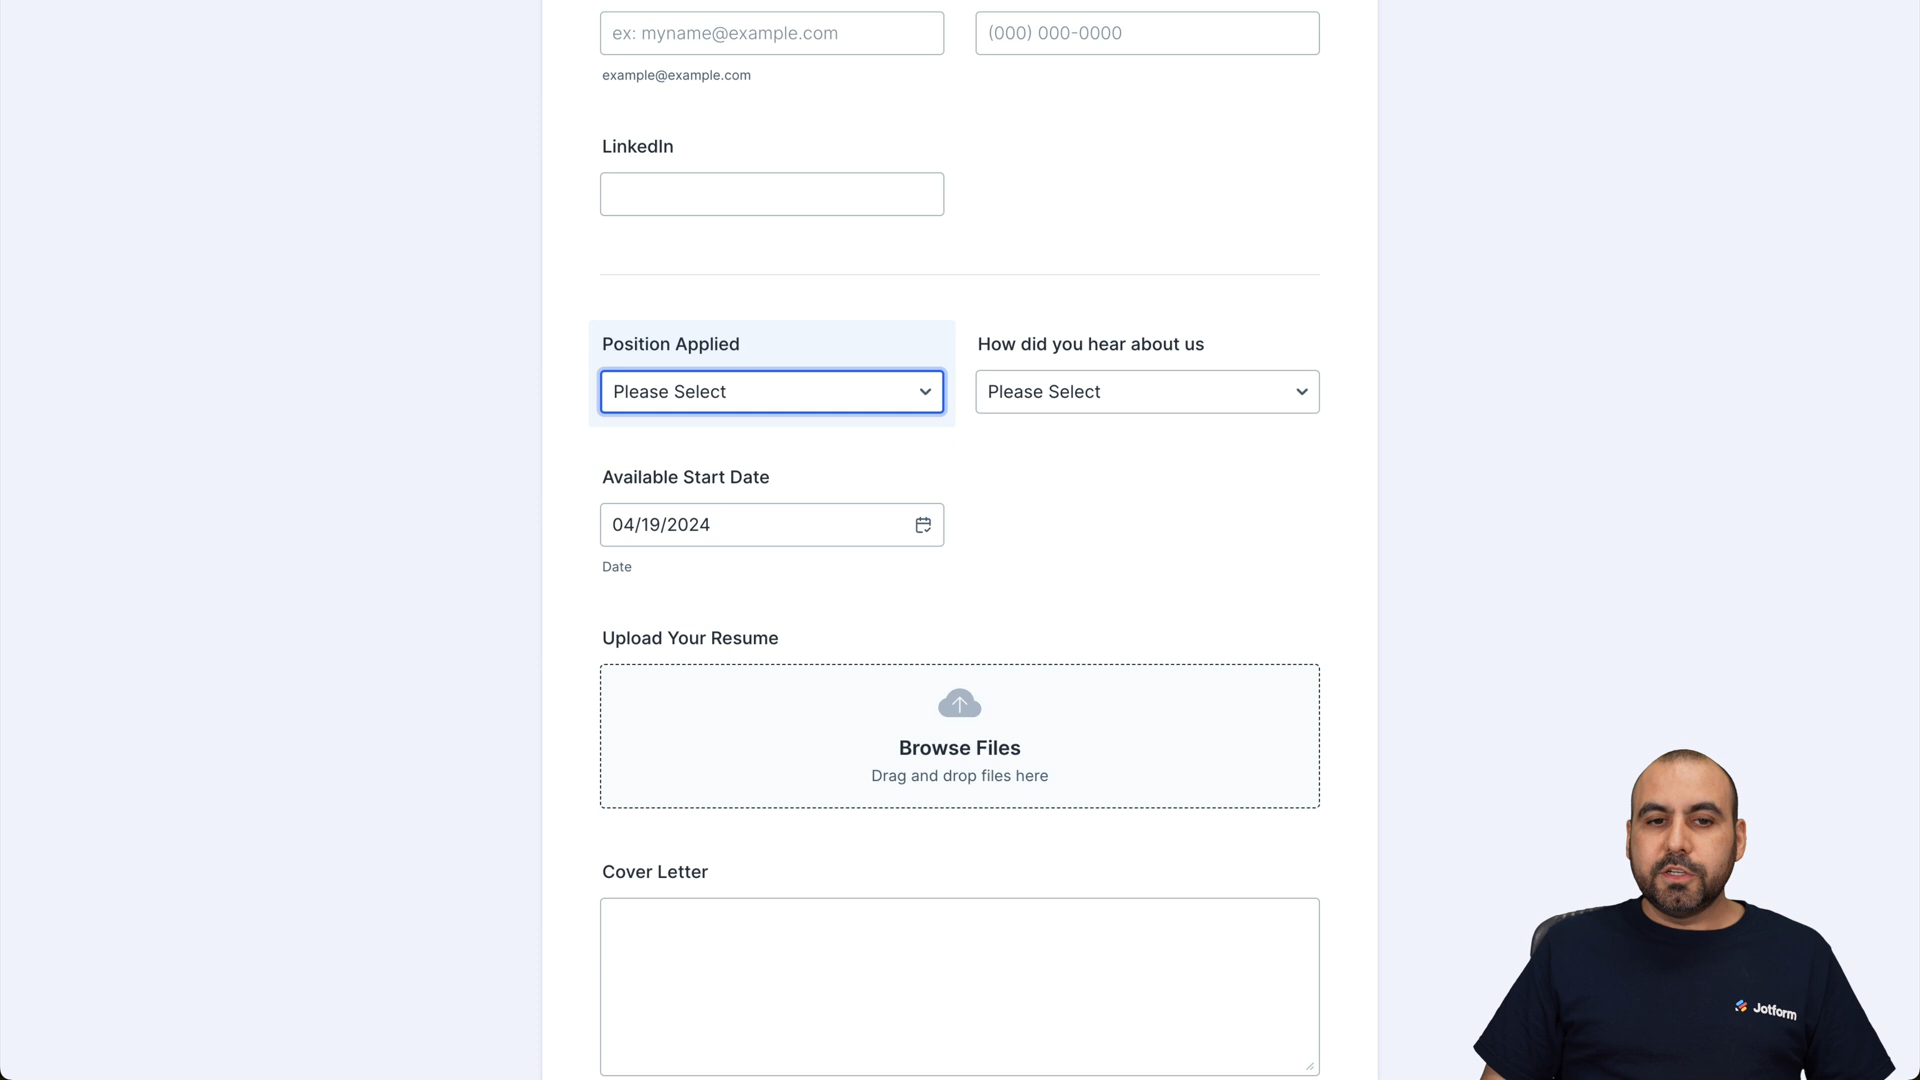 ex: myname@example.com
(000) 000-0000
example@example.com
LinkedIn
Position Applied
How did you hear about us
Please Select
Please Select
Available Start Date
04/19/2024
Date
Upload Your Resume
Browse Files
Drag and drop files here
Cover Letter
Jotform